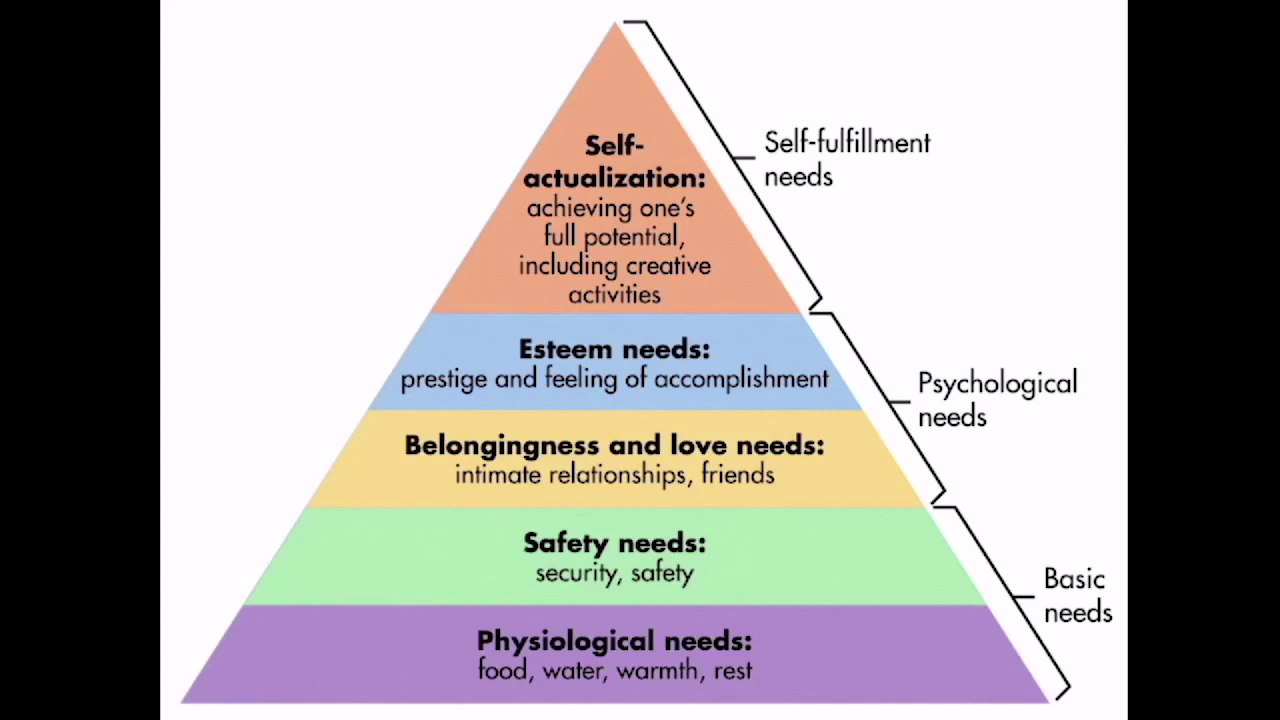 Self-
actualization:
achieving one's
full potential,
including creative
activities
Self-fulfillment
needs
Esteem needs:
prestige and feeling of accomplishment
Psychological
needs
Belongingness and love needs:
intimate relationships, friends
Safety needs:
security, safety
Basic
needs
Physiological needs:
food, water, warmth, rest